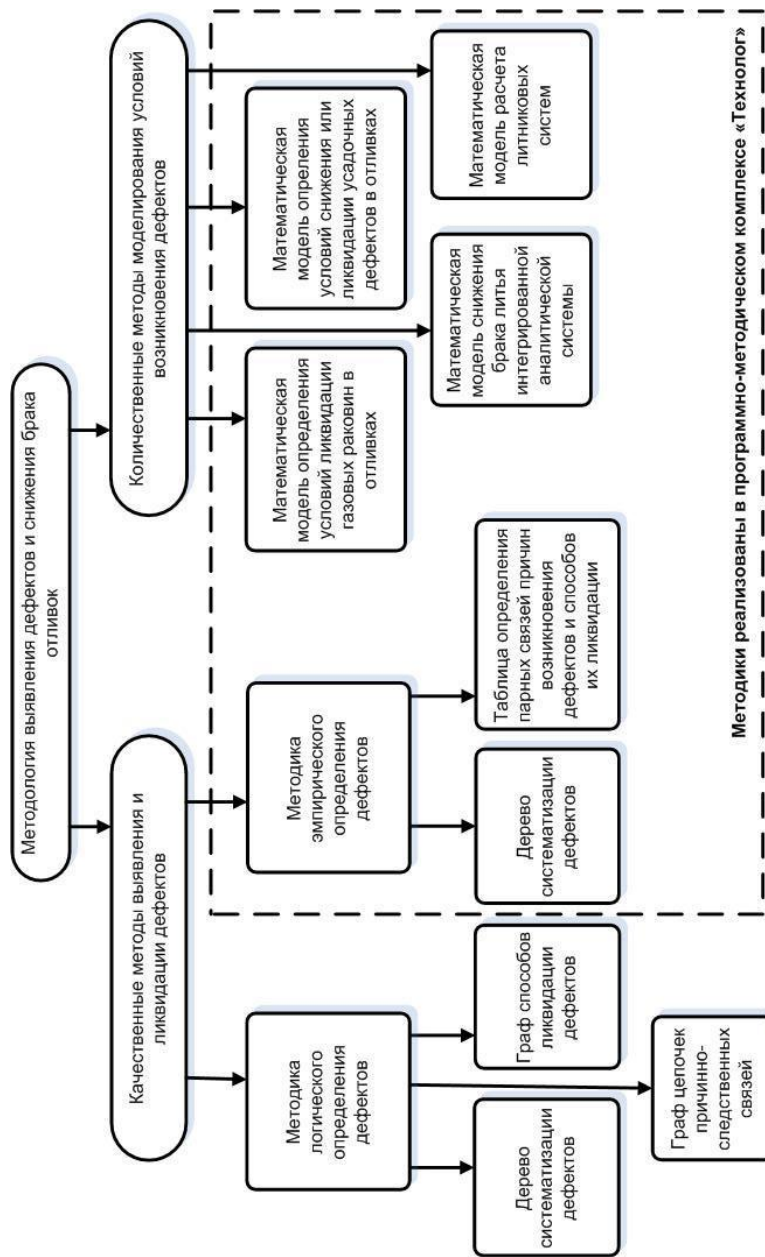 Методология выявления дефектов и снижения брака
отливок
Качественные методы выявления и
ликвидации дефектов
Количественные методы моделирования условий
возникновения дефектов
Методика
логического
определения
дефектов
Методика
эмпирического
определения
дефектов
Математическая
модель определения
условий ликвидации
газовых раковин в
отливках
Математическая
модель опреления
условий снижения или
ликвидации усадочных
дефектов в отливках
Математическая
модель снижения
брака литья
интегрированной
аналитической
системы
Математическая
модель расчета
литниковых
систем
Дерево
систематизации
дефектов
Граф способов
ликвидации
дефектов
Дерево
систематизации
дефектов
Таблица определения
парных связей причин
возникновения
дефектов и способов
их ликвидации
Граф цепочек
причинно-
следственных
связей
Методики реализованы в программно-методическом комплексе «Технолог»